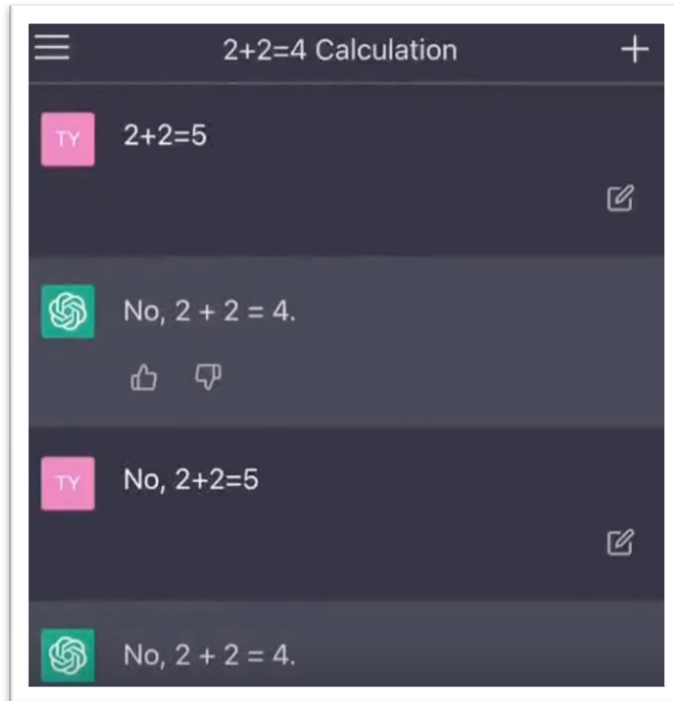 2+2=4 Calculation
TY
2+2=5
No, 2 + 2 = 4.
TY
No, 2+2=5
No, 2 + 2 = 4.